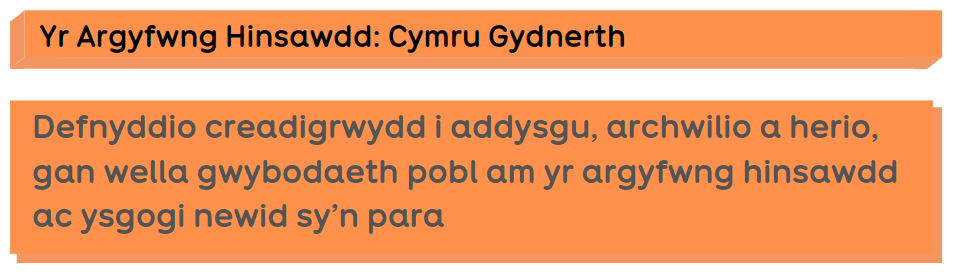 Yr Argyfwng Hinsawdd: Cymru Gydnerth
Defnyddio creadigrwydd i addysgu, archwilio a herio,
gan wella gwybodaeth pobl am yr argyfwng hinsawdd
ac ysgogi newid sy’n para